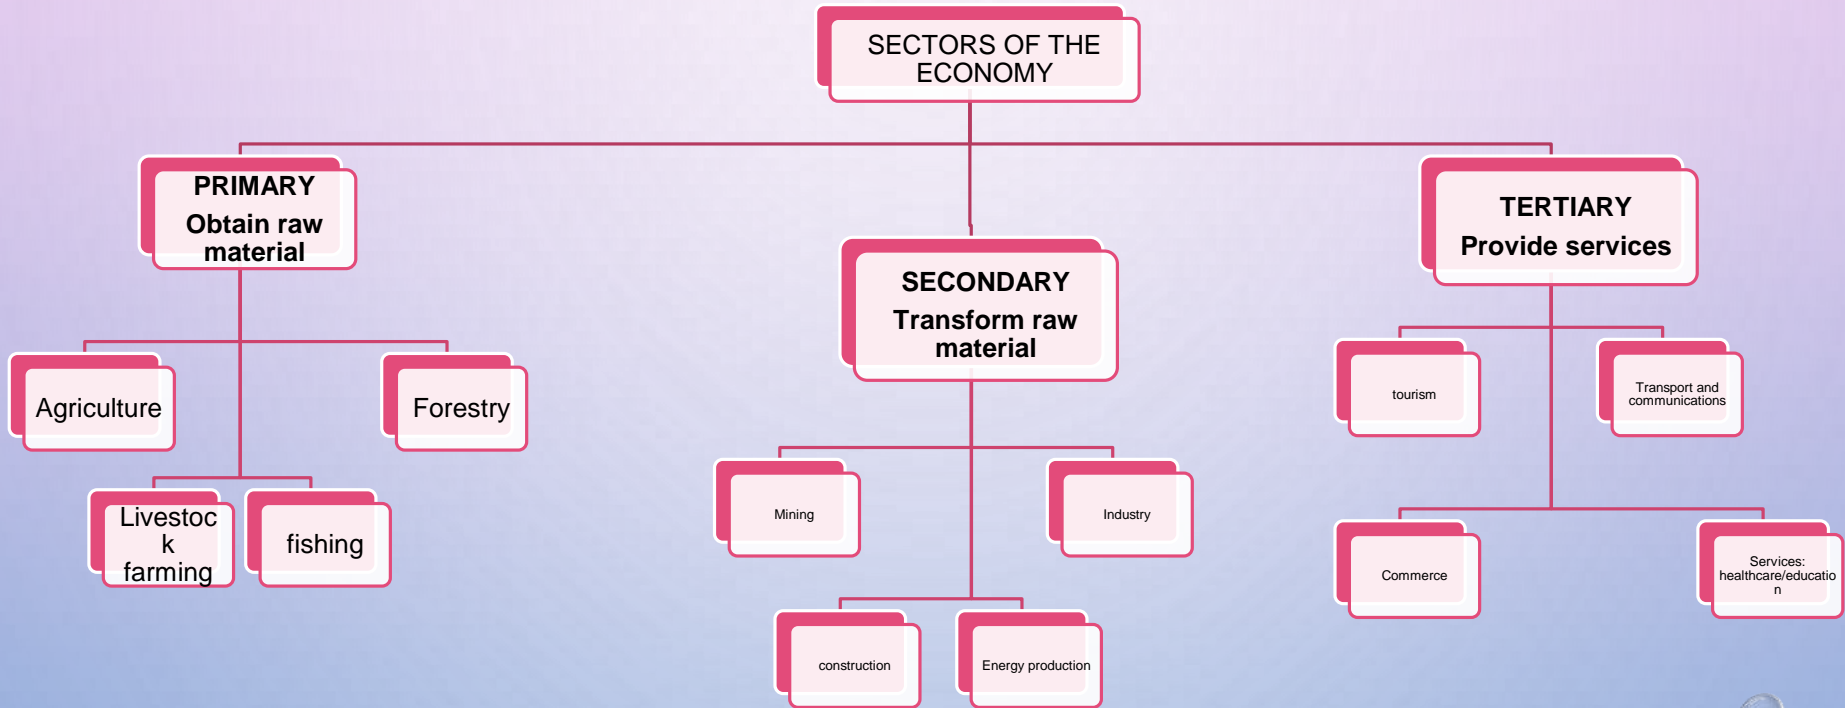 SECTORS OF THE
ECONOMY
PRIMARY
Obtain raw
material
Agriculture
Forestry
Livestoc
k
farming
fishing
SECONDARY
Transform raw
material
Mining
Industry
construction
Energy production
TERTIARY
Provide services
tourism
Transport and
communications
Commerce
Services:
healthcare/educatio
n